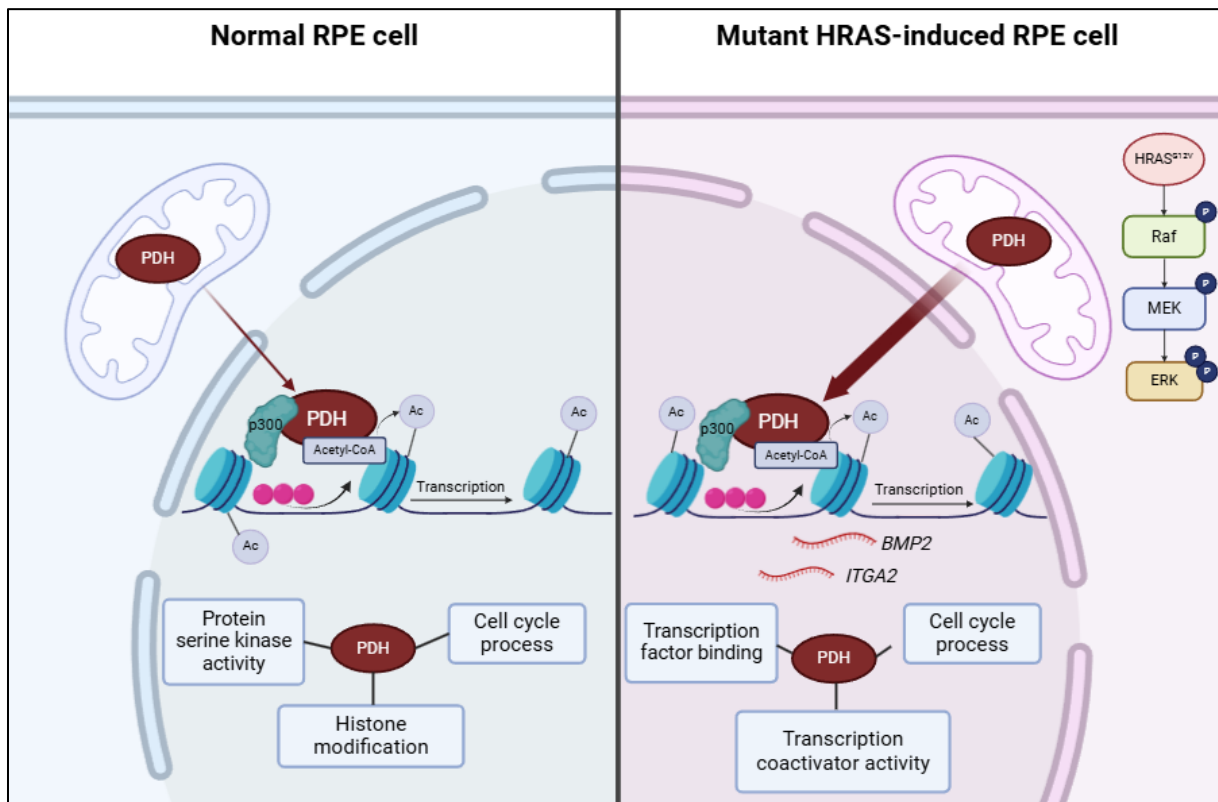 Normal RPE cell
PDH
p300
PDH
Acetyl-CoA
Ac
Ac
Transcription
Ac
Protein
serine kinase
activity
PDH
Cell cycle
process
Histone
modification
Mutant HRAS-induced RPE cell
HRASᴳ¹²ⱽ
P
Raf
P
MEK
P
P
ERK
PDH
Ac
p300
PDH
Acetyl-CoA
Ac
Ac
Transcription
BMP2
ITGA2
Transcription
factor binding
PDH
Cell cycle
process
Transcription
coactivator activity